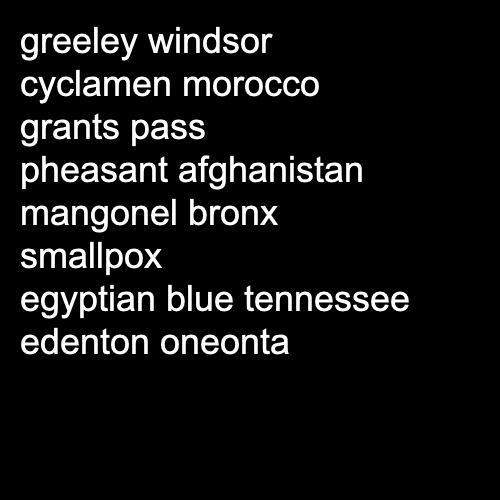 greeley windsor
cyclamen morocco
grants pass
pheasant afghanistan
mangonel bronx
smallpox
egyptian blue tennessee
edenton oneonta